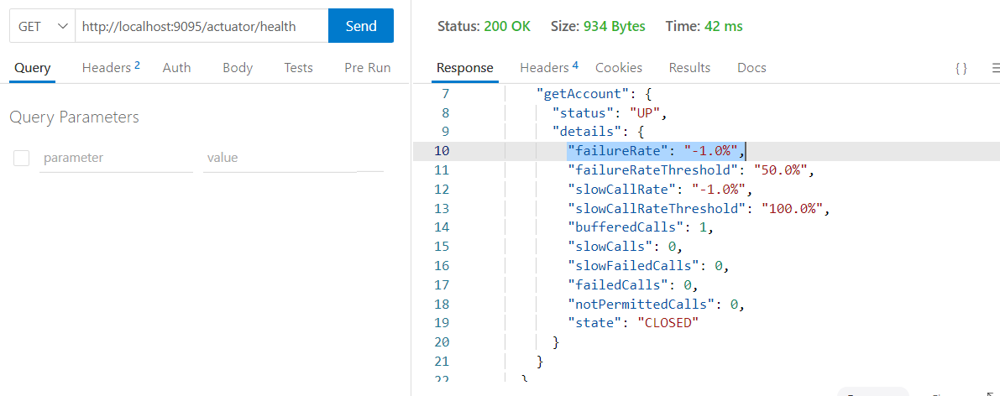 GET http://localhost:9095/actuator/health Send
Query Headers 2 Auth Body Tests Pre Run
Query Parameters
parameter value
Status: 200 OK Size: 934 Bytes Time: 42 ms
Response Headers 4 Cookies Results Docs { }
7 "getAccount": {
8 "status": "UP",
9 "details": {
10 "failureRate": "-1.0%",
11 "failureRateThreshold": "50.0%",
12 "slowCallRate": "-1.0%",
13 "slowCallRateThreshold": "100.0%",
14 "bufferedCalls": 1,
15 "slowCalls": 0,
16 "slowFailedCalls": 0,
17 "failedCalls": 0,
18 "notPermittedCalls": 0,
19 "state": "CLOSED"
20 }
21 }
22 }